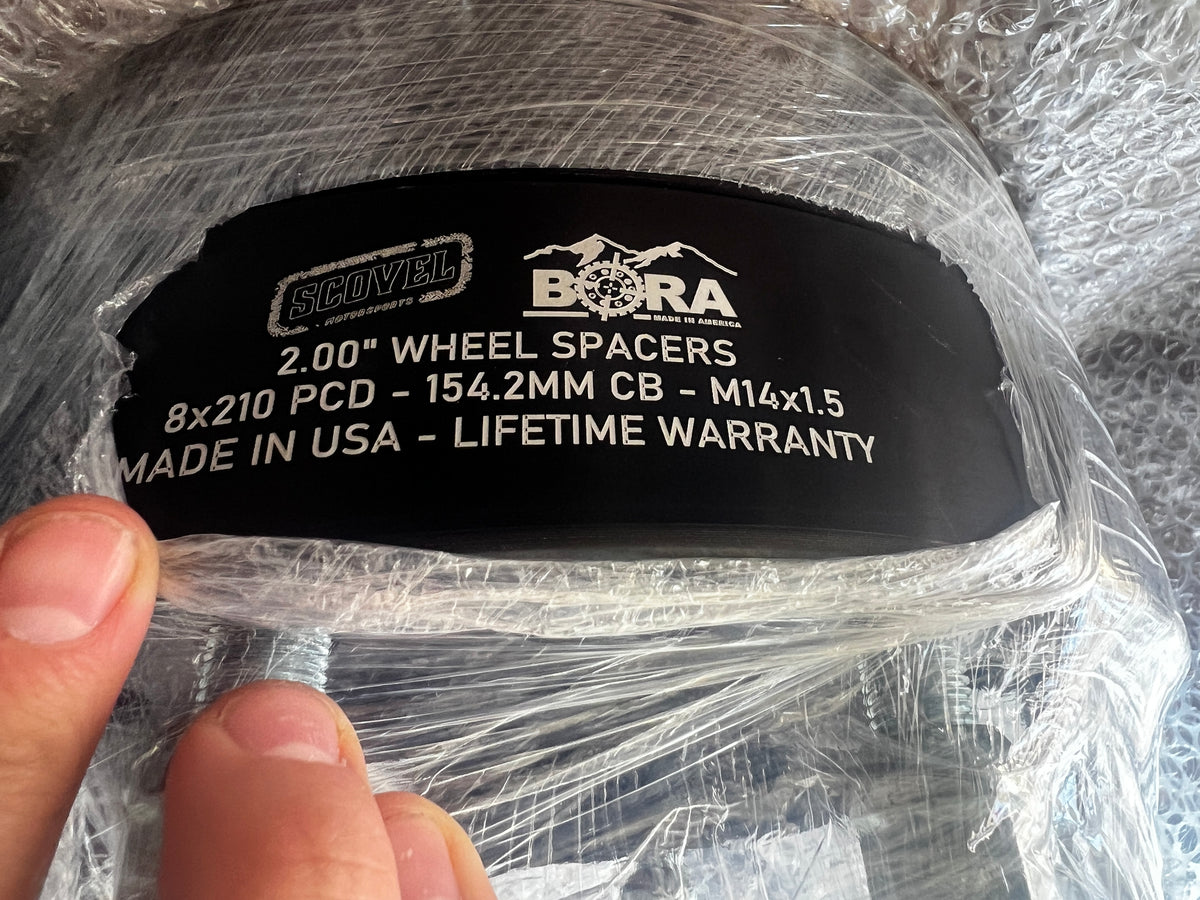 SCOVEL
MOTORSPORTS
BORA
MADE IN AMERICA
2.00" WHEEL SPACERS
8x210 PCD - 154.2MM CB - M14x1.5
MADE IN USA - LIFETIME WARRANTY